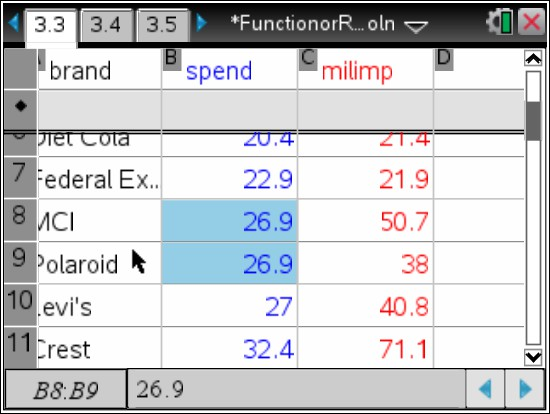 3.3 3.4 3.5 *FunctionorR...oln
A brand B spend C milimp D
6 Diet Cola 20.4 21.4
7 Federal Ex.. 22.9 21.9
8 MCI 26.9 50.7
9 Polaroid 26.9 38
10 Levi's 27 40.8
11 Crest 32.4 71.1
B8:B9 26.9